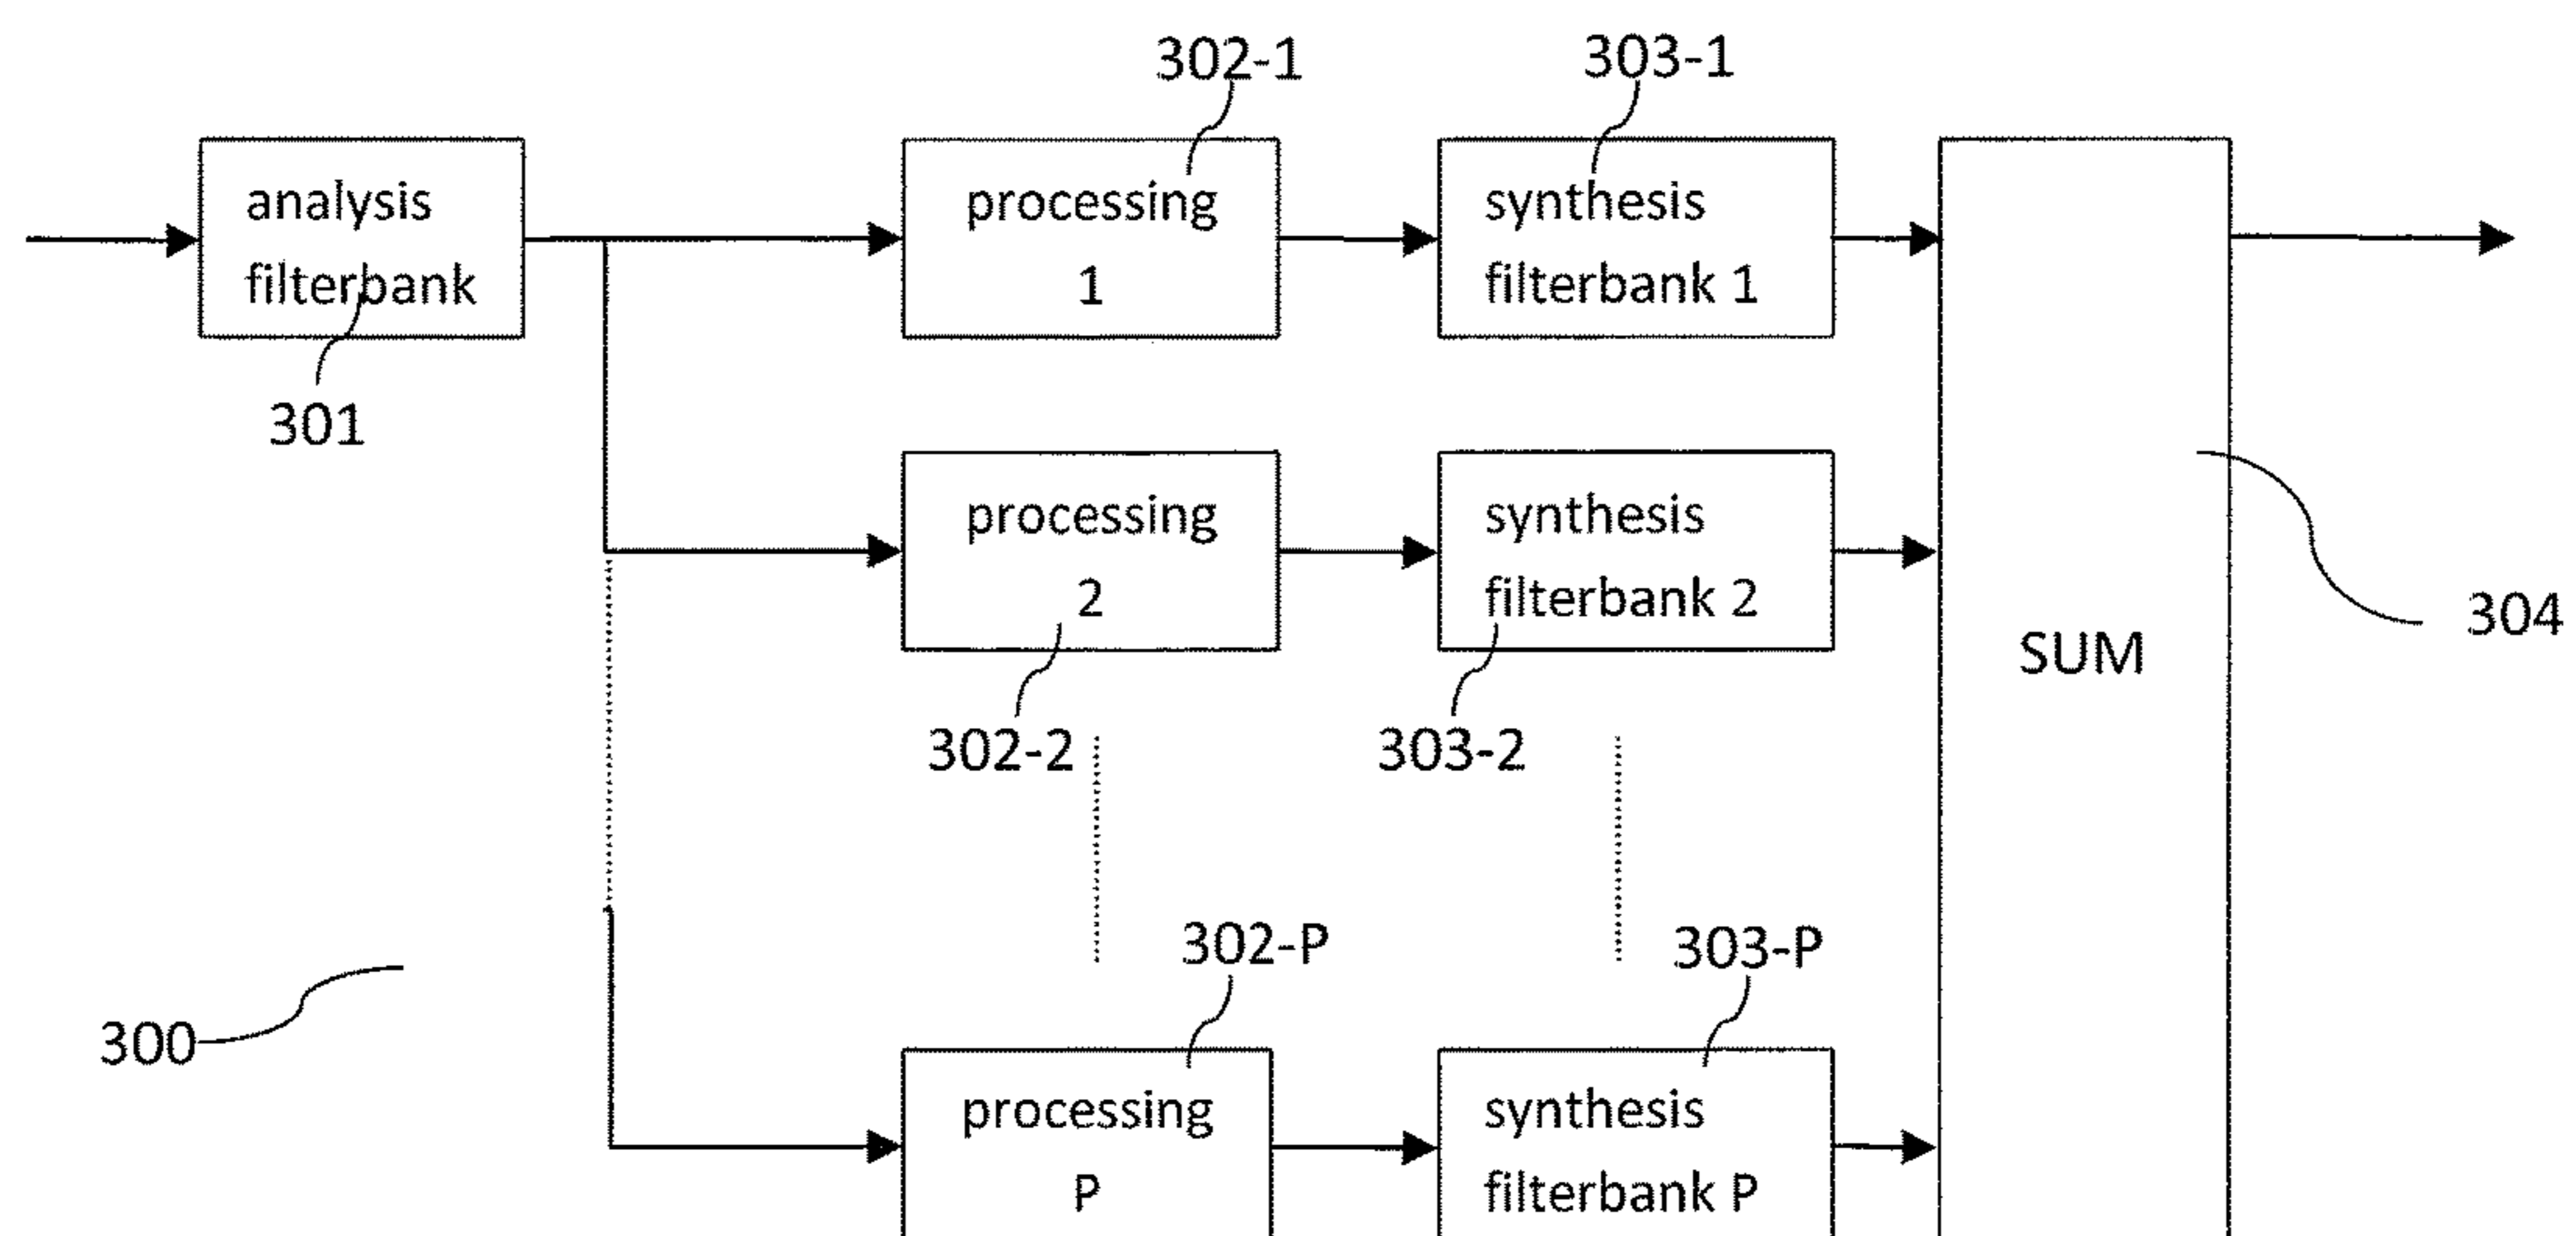 302-1
303-1
analysis
filterbank
301
processing
1
synthesis
filterbank 1
processing
2
302-2
synthesis
filterbank 2
303-2
SUM
304
300
302-P
303-P
processing
P
synthesis
filterbank P